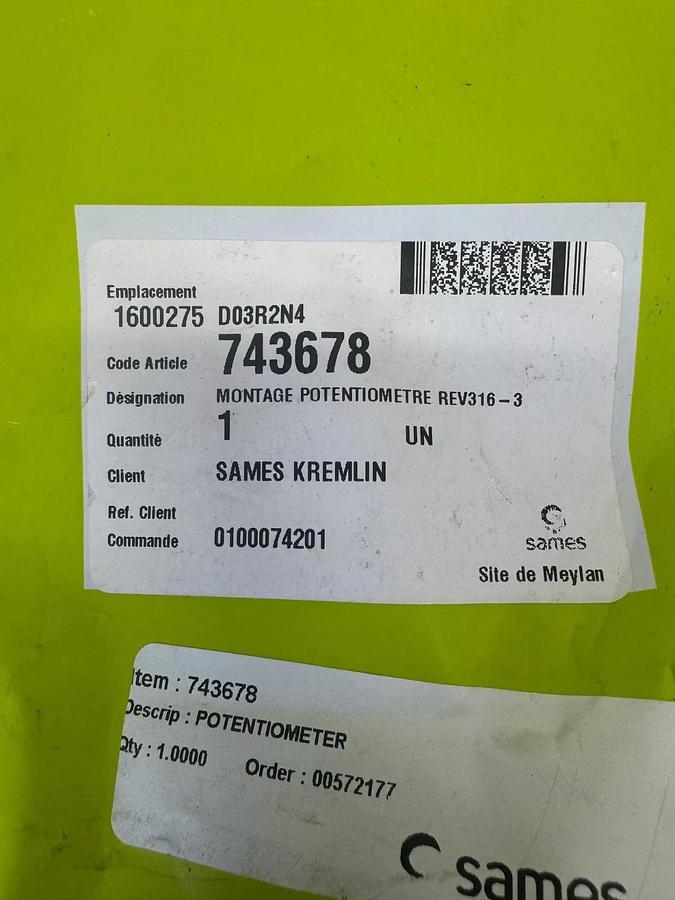 Emplacement
1600275 D03R2N4
Code Article 743678
Désignation MONTAGE POTENTIOMETRE REV316-3
Quantité 1 UN
Client SAMES KREMLIN
Ref. Client
Commande 0100074201
sames
Site de Meylan
Item : 743678
Descrip : POTENTIOMETER
Qty : 1.0000 Order : 00572177
sames